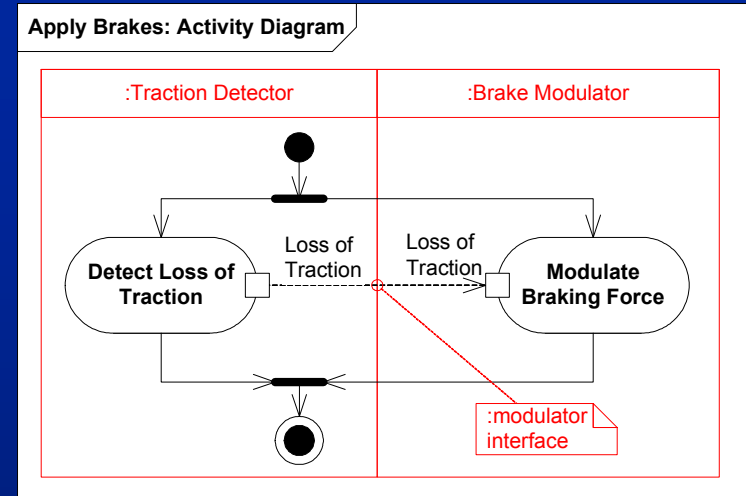 Apply Brakes: Activity Diagram
:Traction Detector
:Brake Modulator
Detect Loss of
Traction
Loss of
Traction
Loss of
Traction
Modulate
Braking Force
:modulator
interface